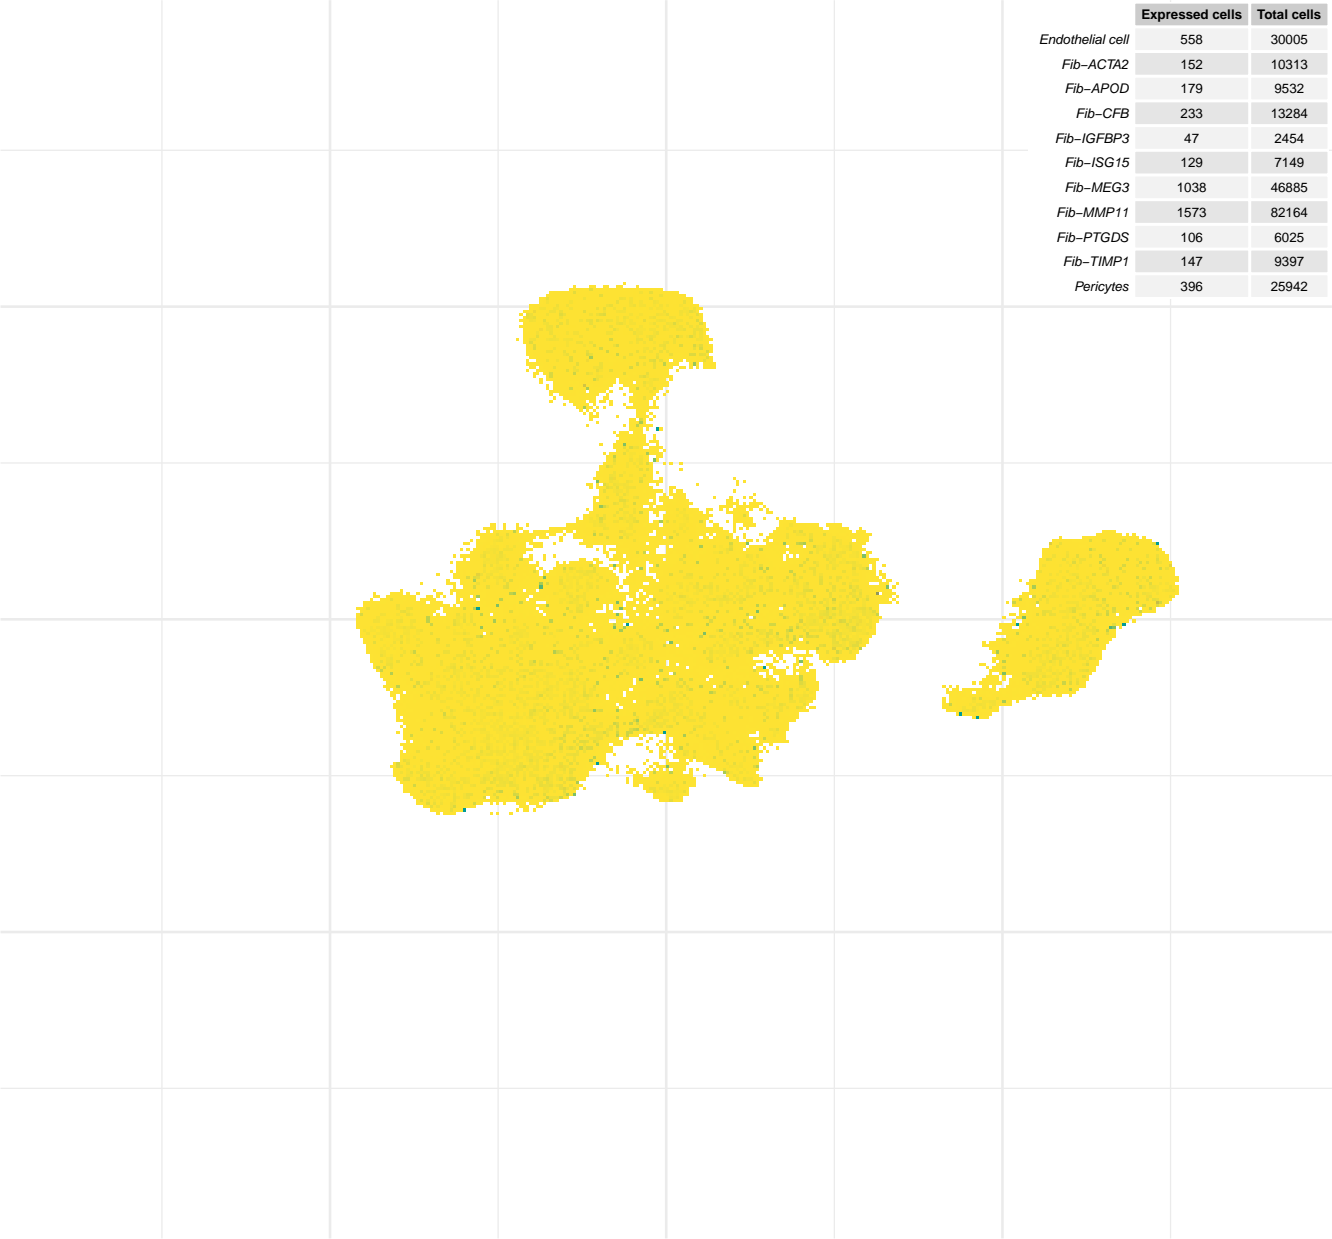 Expressed cells Total cells
Endothelial cell 558 30005
Fib−ACTA2 152 10313
Fib−APOD 179 9532
Fib−CFB 233 13284
Fib−IGFBP3 47 2454
Fib−ISG15 129 7149
Fib−MEG3 1038 46885
Fib−MMP11 1573 82164
Fib−PTGDS 106 6025
Fib−TIMP1 147 9397
Pericytes 396 25942